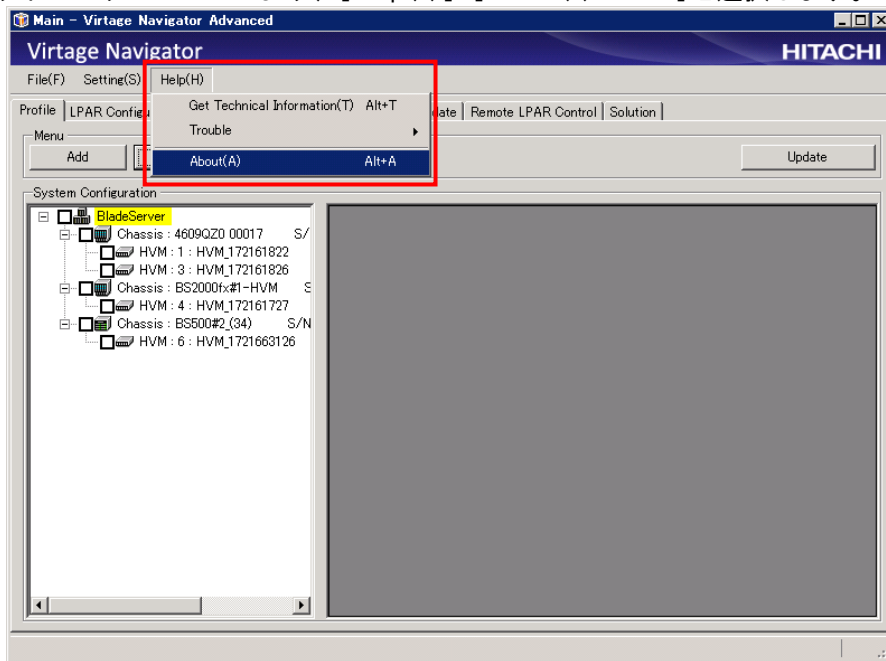 Main - Virtage Navigator Advanced
Virtage Navigator
HITACHI
File(F) Setting(S) Help(H)
Get Technical Information(T) Alt+T
Trouble
About(A) Alt+A
Profile LPAR Remote LPAR Control Solution
Menu
Add Update
System Configuration
BladeServer
Chassis : 4609QZ0 00017 S/
HVM : 1 : HVM_172161822
HVM : 3 : HVM_172161826
Chassis : BS2000fx#1-HVM S
HVM : 4 : HVM_172161727
Chassis : BS500#2_(34) S/N
HVM : 6 : HVM_1721663126